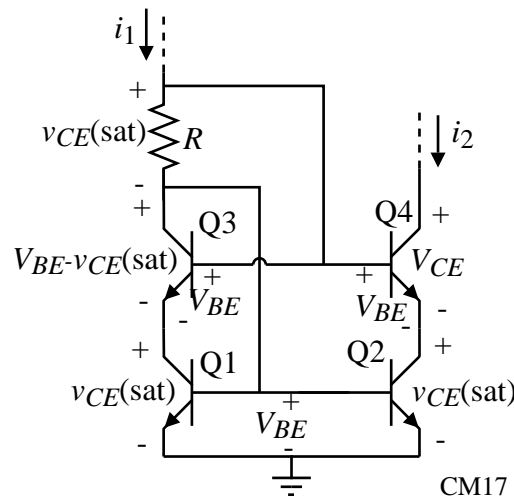 i1
+
vCE(sat)
R
i2
-
+
+
Q3
Q4
+
VBE-vCE(sat)
VCE
+
+
-
VBE
VBE
-
-
-
+
Q1
Q2
+
vCE(sat)
vCE(sat)
+
VBE
-
-
-
CM17